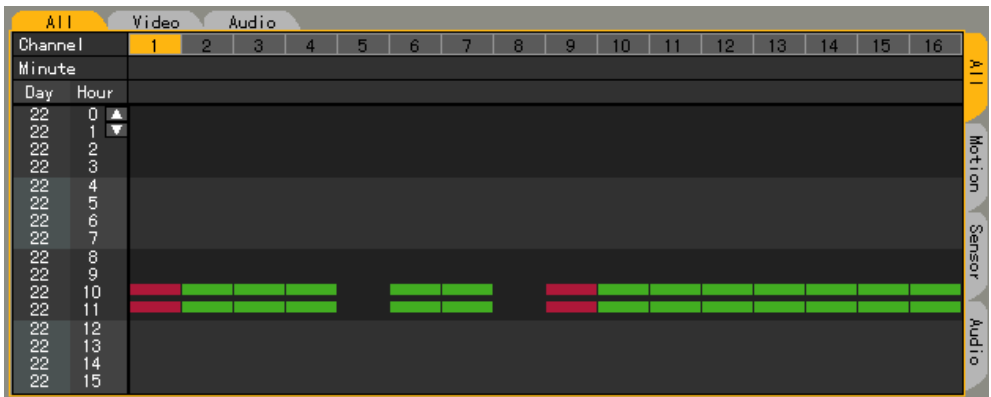 All Video Audio
Channel 1 2 3 4 5 6 7 8 9 10 11 12 13 14 15 16
Minute
Day Hour
22 0
22 1
22 2
22 3
22 4
22 5
22 6
22 7
22 8
22 9
22 10
22 11
22 12
22 13
22 14
22 15
All
Motion
Sensor
Audio